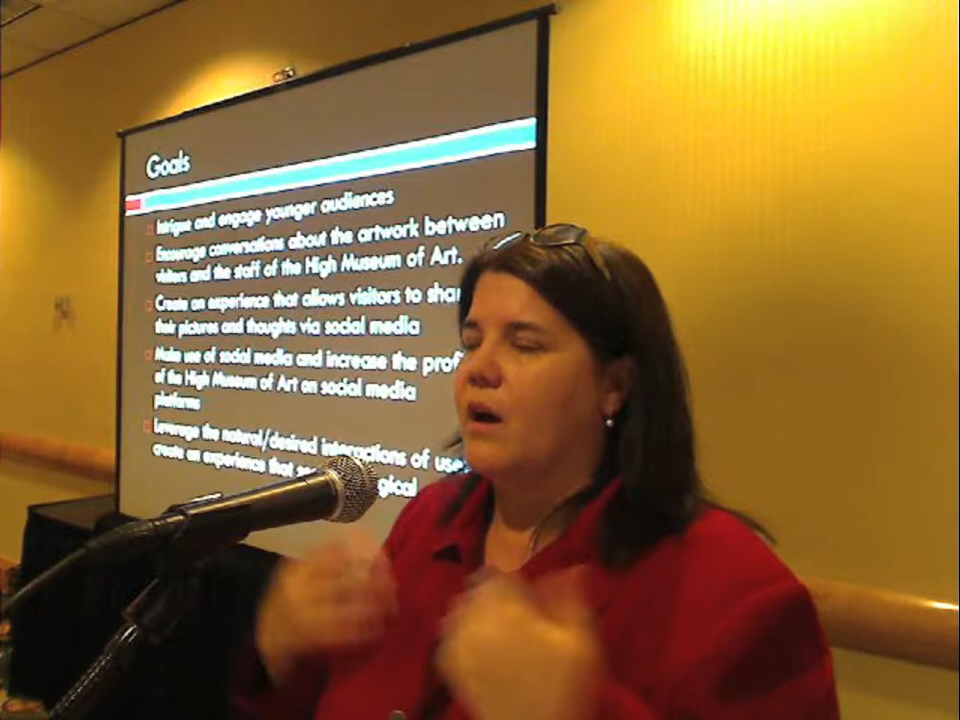 Goals
Intrigue and engage younger audiences
Encourage conversations about the artwork between
visitors and the staff of the High Museum of Art.
Create an experience that allows visitors to
their pictures and thoughts via social media
Make use of social media and increase the
of the High Museum of Art on social media
platforms
Leverage the natural/desired interactions of
create an experience that